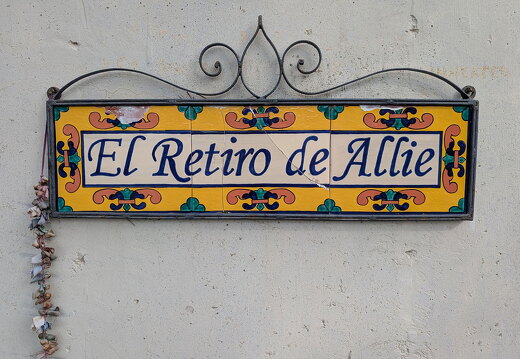 El Retiro de Allie